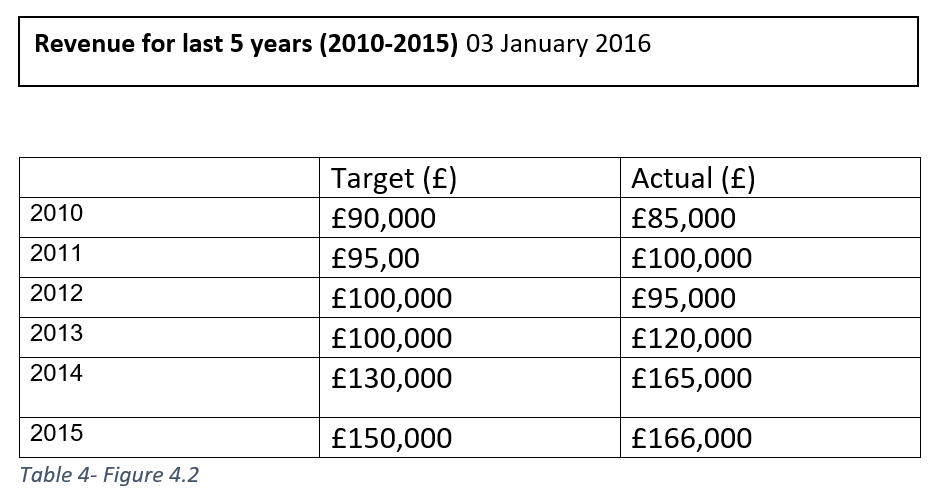 Revenue for last 5 years (2010-2015) 03 January 2016
Target (£) Actual (£)
2010 £90,000 £85,000
2011 £95,00 £100,000
2012 £100,000 £95,000
2013 £100,000 £120,000
2014 £130,000 £165,000
2015 £150,000 £166,000
Table 4- Figure 4.2